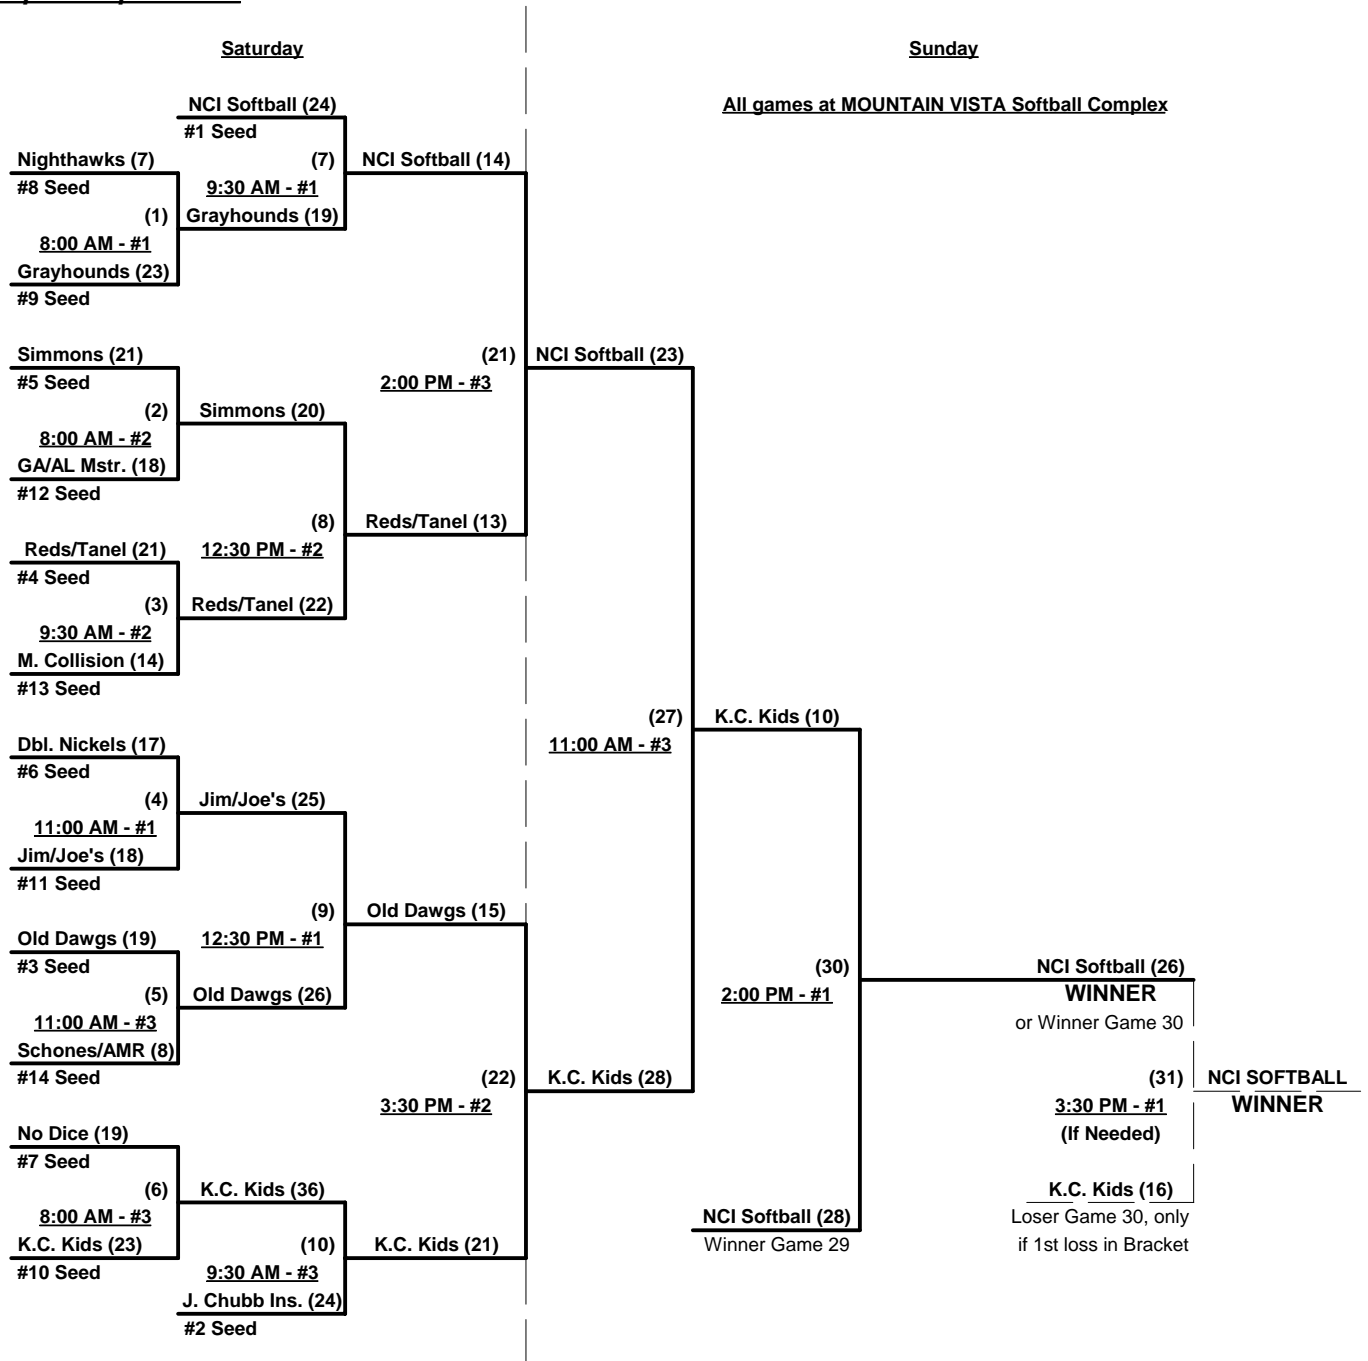 Saturday
Sunday
NCI Softball (24)
All games at MOUNTAIN VISTA Softball Complex
#1 Seed
Nighthawks (7)
(7)
NCI Softball (14)
#8 Seed
9:30 AM - #1
(1)
Grayhounds (19)
8:00 AM - #1
Grayhounds (23)
#9 Seed
Simmons (21)
(21)
NCI Softball (23)
#5 Seed
2:00 PM - #3
(2)
Simmons (20)
8:00 AM - #2
GA/AL Mstr. (18)
#12 Seed
(8)
Reds/Tanel (13)
Reds/Tanel (21)
12:30 PM - #2
#4 Seed
(3)
Reds/Tanel (22)
9:30 AM - #2
M. Collision (14)
#13 Seed
(27)
K.C. Kids (10)
Dbl. Nickels (17)
11:00 AM - #3
#6 Seed
(4)
Jim/Joe's (25)
11:00 AM - #1
Jim/Joe's (18)
#11 Seed
(9)
Old Dawgs (15)
Old Dawgs (19)
12:30 PM - #1
#3 Seed
(30)
NCI Softball (26)
(5)
Old Dawgs (26)
2:00 PM - #1
WINNER
11:00 AM - #3
or Winner Game 30
Schones/AMR (8)
#14 Seed
(22)
K.C. Kids (28)
(31)
NCI SOFTBALL
3:30 PM - #2
3:30 PM - #1
WINNER
No Dice (19)
(If Needed)
#7 Seed
(6)
K.C. Kids (36)
K.C. Kids (16)
8:00 AM - #3
NCI Softball (28)
Loser Game 30, only
K.C. Kids (23)
(10)
K.C. Kids (21)
Winner Game 29
if 1st loss in Bracket
#10 Seed
9:30 AM - #3
J. Chubb Ins. (24)
#2 Seed